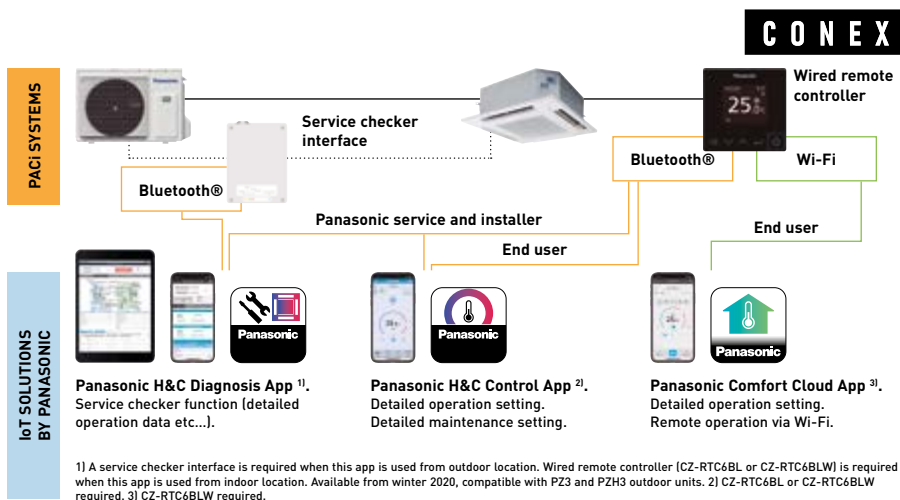 CONEX
PACi SYSTEMS
Panasonic
Service checker
interface
Panasonic
25
Wired remote
controller
Bluetooth®
Bluetooth®
Wi-Fi
Panasonic service and installer
End user
End user
IoT SOLUTIONS
BY PANASONIC
Panasonic
Panasonic
Panasonic
Panasonic H&C Diagnosis App 1).
Service checker function (detailed
operation data etc...).
Panasonic H&C Control App 2).
Detailed operation setting.
Detailed maintenance setting.
Panasonic Comfort Cloud App 3).
Detailed operation setting.
Remote operation via Wi-Fi.
1) A service checker interface is required when this app is used from outdoor location. Wired remote controller (CZ-RTC6BL or CZ-RTC6BLW) is required
when this app is used from indoor location. Available from winter 2020, compatible with PZ3 and PZH3 outdoor units. 2) CZ-RTC6BL or CZ-RTC6BLW
required. 3) CZ-RTC6BLW required.